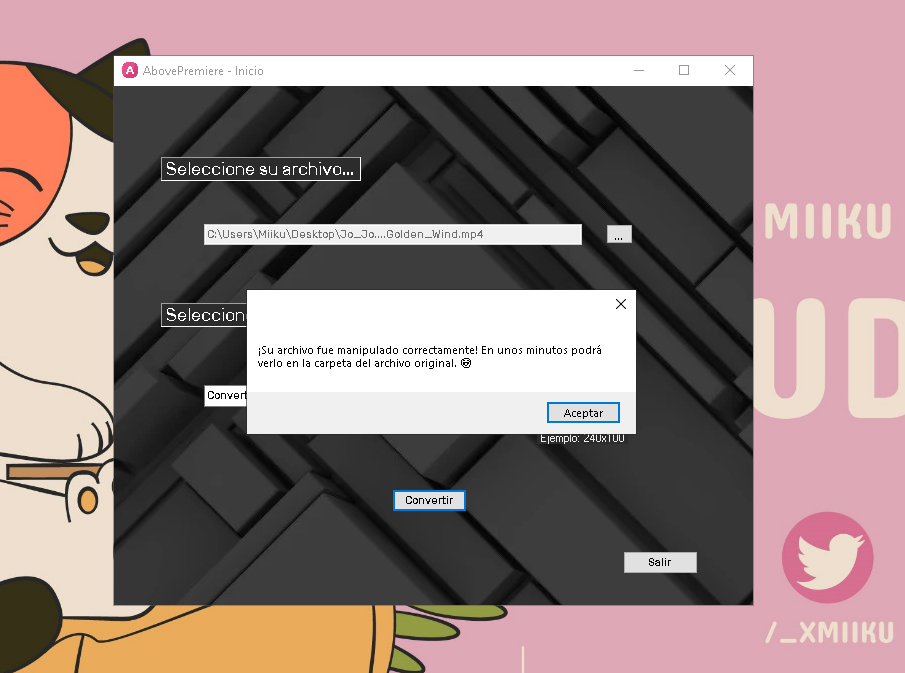 A AbovePremiere - Inicio
Seleccione su archivo...
C:\Users\Miiku\Desktop\Jo_Jo....Golden_Wind.mp4
...
MIIKU
UD
Seleccion
¡Su archivo fue manipulado correctamente! En unos minutos podrá
verlo en la carpeta del archivo original. 😎
Convert
Aceptar
Ejemplo: 240x100
Convertir
Salir
/_XMIIKU